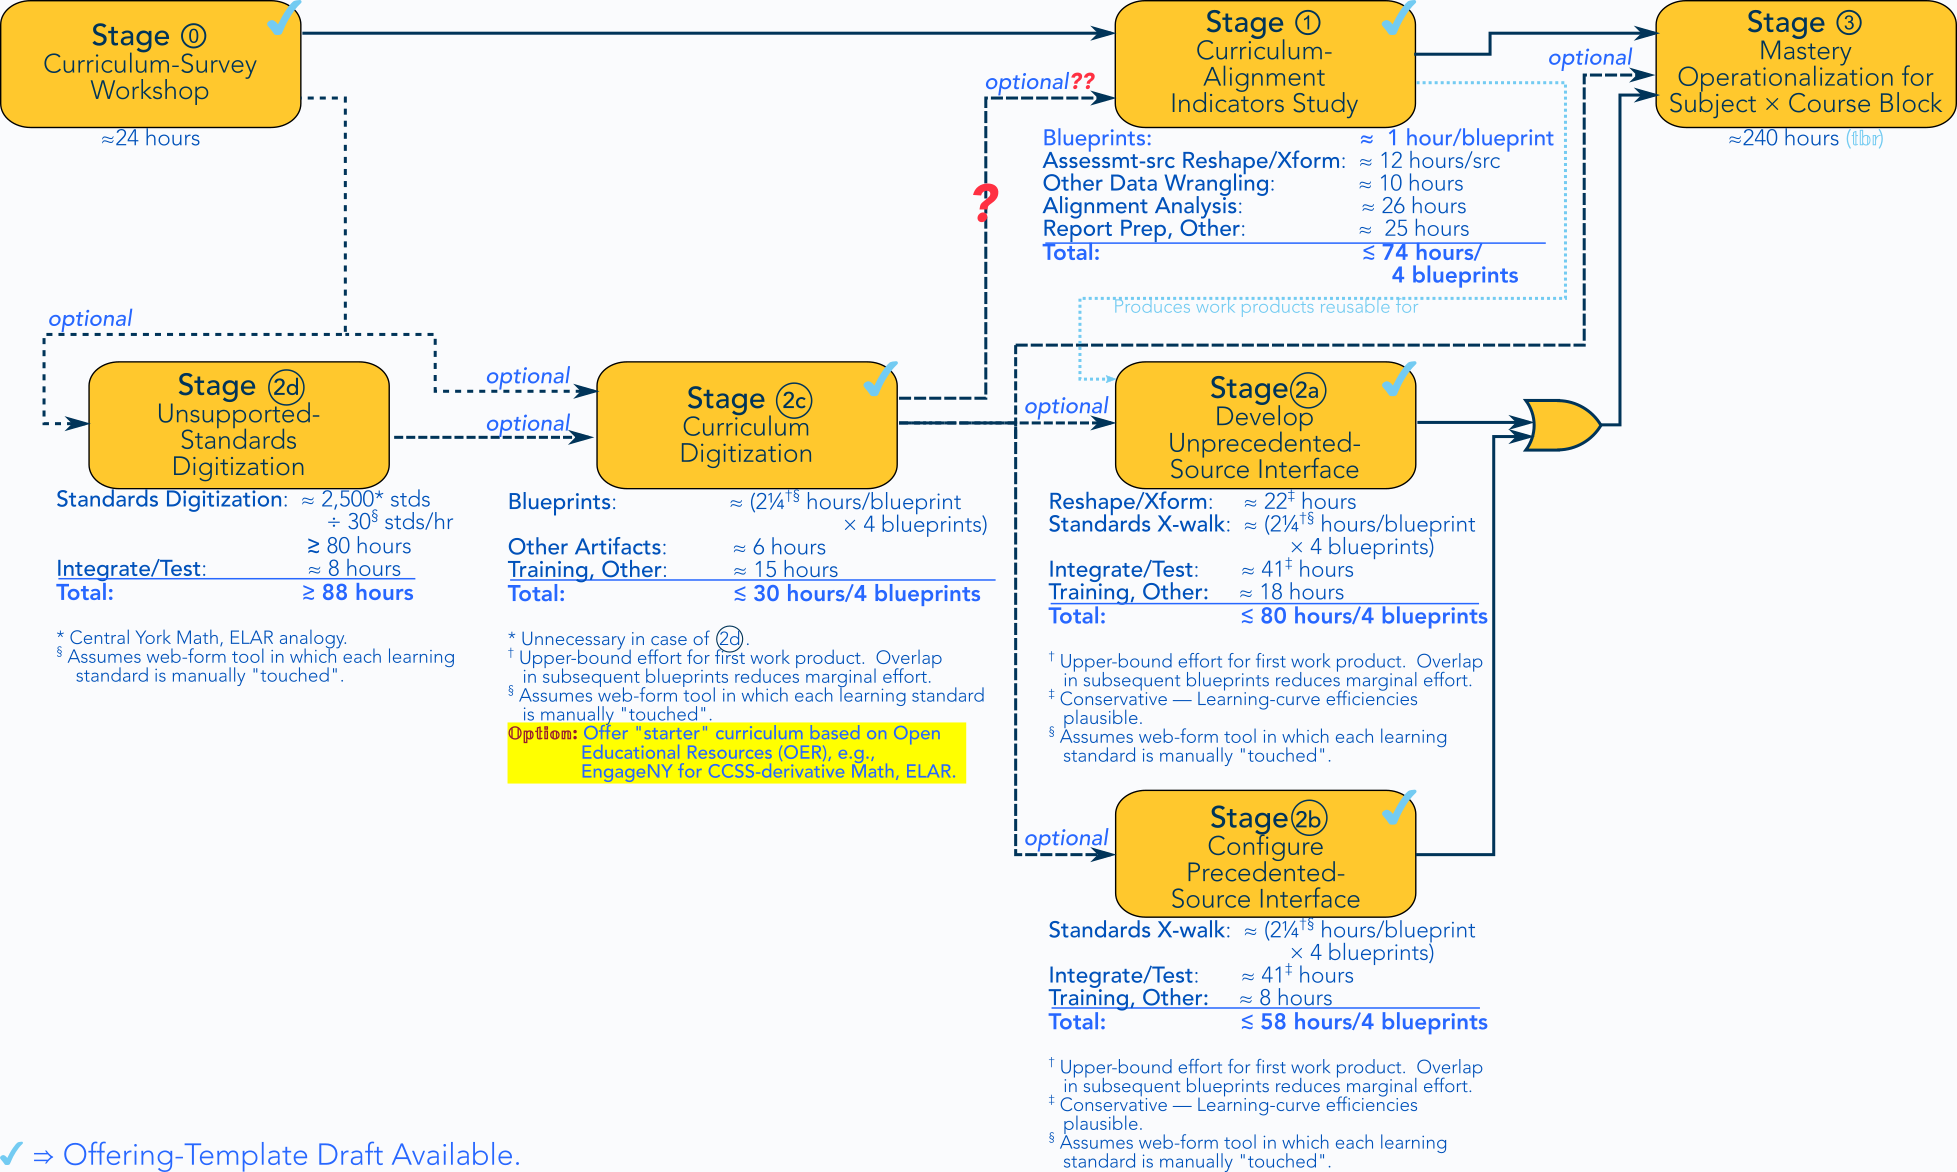 Stage ⓪
Curriculum-Survey
Workshop
≈24 hours
Stage ①
Curriculum-
Alignment
Indicators Study
Blueprints: ≈ 1 hour/blueprint
Assessmt-src Reshape/Xform: ≈ 12 hours/src
Other Data Wrangling: ≈ 10 hours
Alignment Analysis: ≈ 26 hours
Report Prep, Other: ≈ 25 hours
Total: ≲ 74 hours/
4 blueprints
Stage ③
Mastery
Operationalization for
Subject × Course Block
≈240 hours (tbr)
optional
optional??
?
Produces work products reusable for
optional
Stage 2d
Unsupported-
Standards
Digitization
Standards Digitization: ≈ 2,500* stds
÷ 30§ stds/hr
≳ 80 hours
Integrate/Test: ≈ 8 hours
Total: ≳ 88 hours
* Central York Math, ELAR analogy.
§ Assumes web-form tool in which each learning
standard is manually "touched".
optional
optional
Stage 2c
Curriculum
Digitization
Blueprints: ≈ (2¼†§ hours/blueprint
× 4 blueprints)
Other Artifacts: ≈ 6 hours
Training, Other: ≈ 15 hours
Total: ≲ 30 hours/4 blueprints
* Unnecessary in case of 2d.
† Upper-bound effort for first work product. Overlap
in subsequent blueprints reduces marginal effort.
§ Assumes web-form tool in which each learning standard
is manually "touched".
Option: Offer "starter" curriculum based on Open
Educational Resources (OER), e.g.,
EngageNY for CCSS-derivative Math, ELAR.
optional
Stage 2a
Develop
Unprecedented-
Source Interface
Reshape/Xform: ≈ 22‡ hours
Standards X-walk: ≈ (2¼†§ hours/blueprint
× 4 blueprints)
Integrate/Test: ≈ 41‡ hours
Training, Other: ≈ 18 hours
Total: ≲ 80 hours/4 blueprints
† Upper-bound effort for first work product. Overlap
in subsequent blueprints reduces marginal effort.
‡ Conservative — Learning-curve efficiencies
plausible.
§ Assumes web-form tool in which each learning
standard is manually "touched".
optional
Stage 2b
Configure
Precedented-
Source Interface
Standards X-walk: ≈ (2¼†§ hours/blueprint
× 4 blueprints)
Integrate/Test: ≈ 41‡ hours
Training, Other: ≈ 8 hours
Total: ≲ 58 hours/4 blueprints
† Upper-bound effort for first work product. Overlap
in subsequent blueprints reduces marginal effort.
‡ Conservative — Learning-curve efficiencies
plausible.
§ Assumes web-form tool in which each learning
standard is manually "touched".
✓ ⇒ Offering-Template Draft Available.